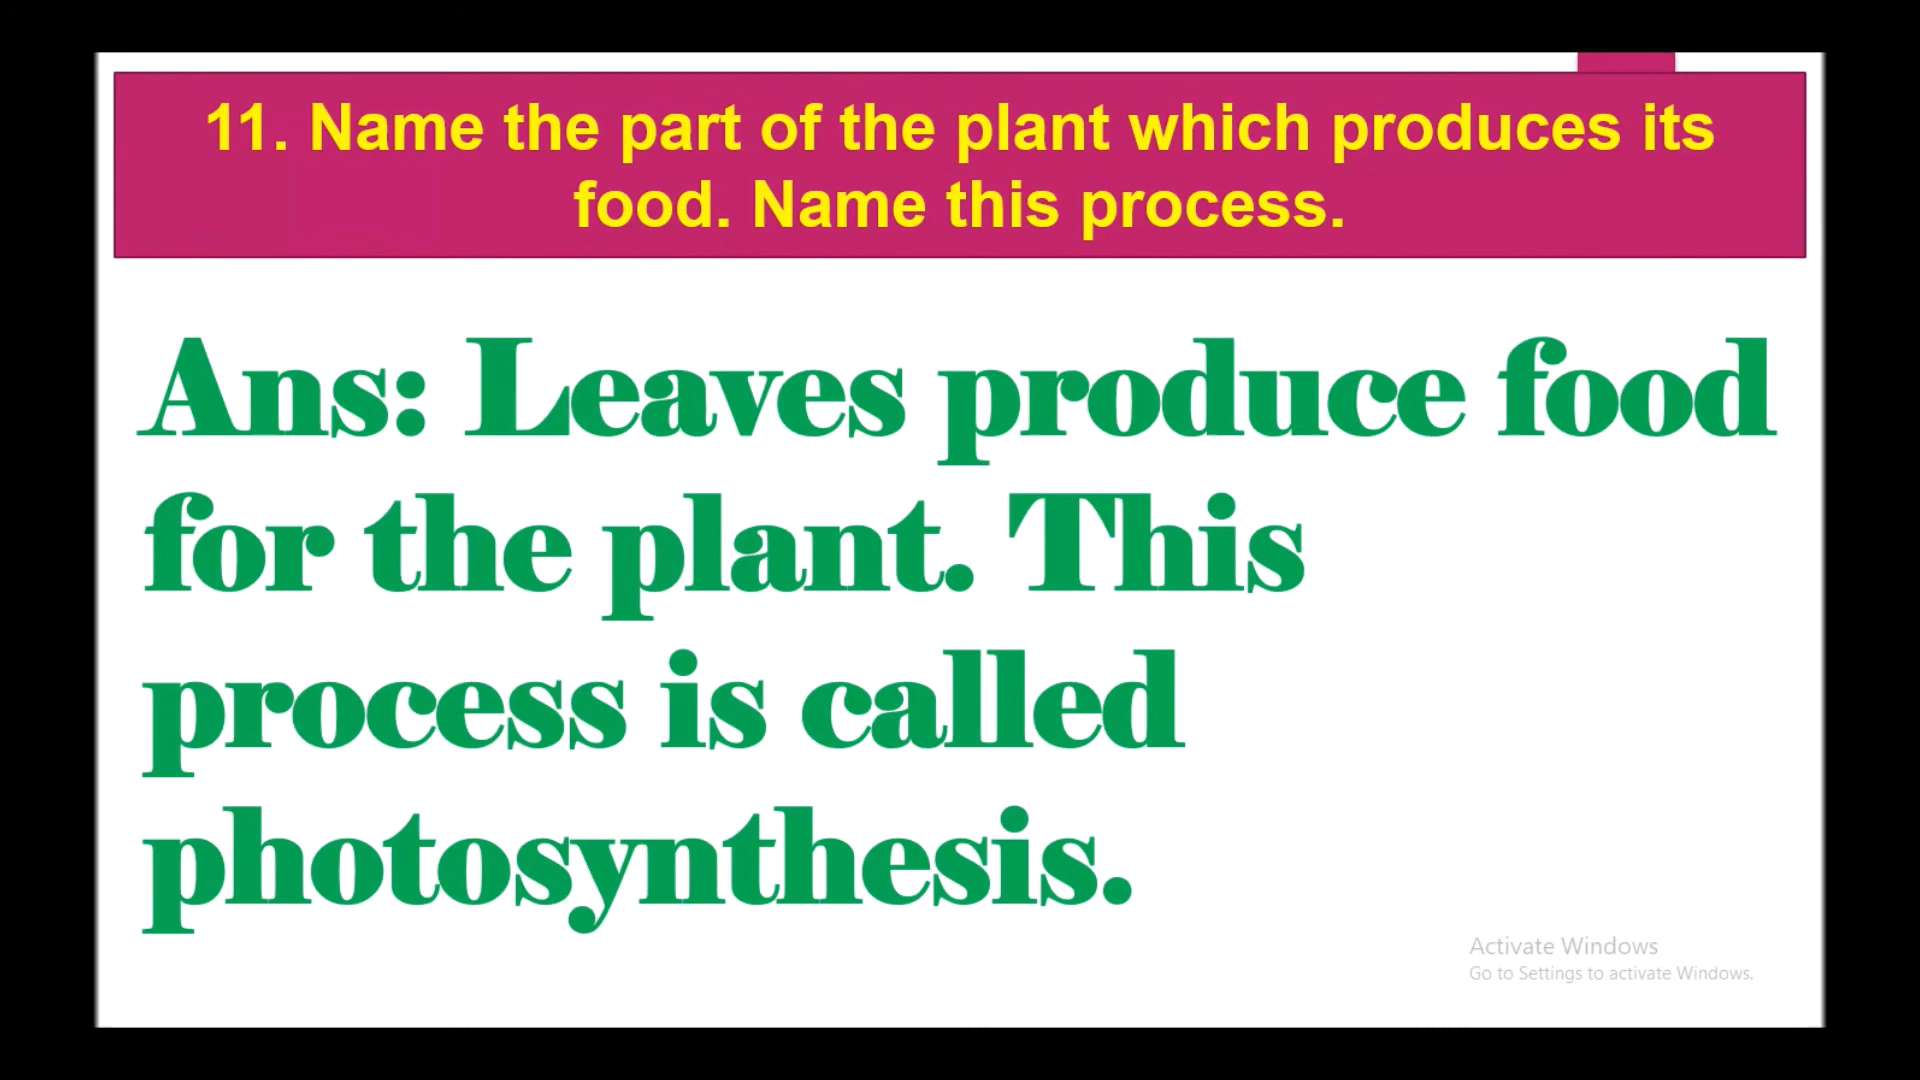 11. Name the part of the plant which produces its
food. Name this process.
Ans: Leaves produce food
for the plant. This
process is called
photosynthesis.
Activate Windows
Go to Settings to activate Windows.